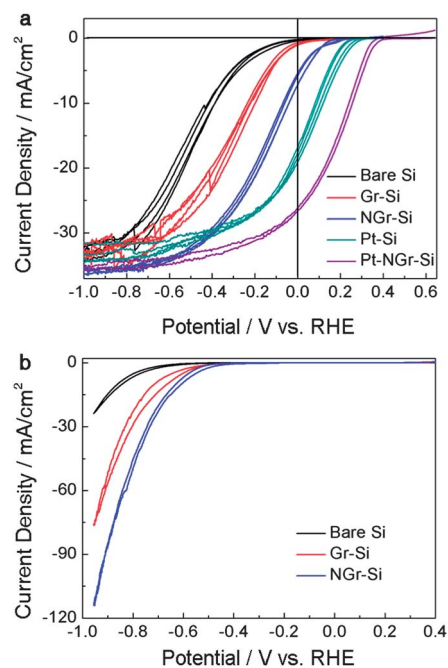 a
Current Density / mA/cm²
0
-10
-20
-30
Bare Si
Gr-Si
NGr-Si
Pt-Si
Pt-NGr-Si
-1.0 -0.8 -0.6 -0.4 -0.2 0.0 0.2 0.4 0.6
Potential / V vs. RHE
b
Current Density / mA/cm²
0
-30
-60
-90
-120
Bare Si
Gr-Si
NGr-Si
-1.0 -0.8 -0.6 -0.4 -0.2 0.0 0.2 0.4
Potential / V vs. RHE